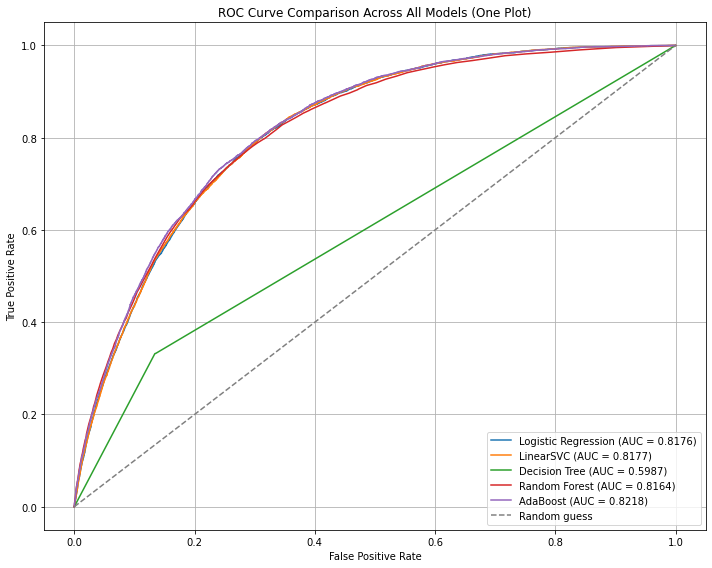 ROC Curve Comparison Across All Models (One Plot)
1.0
0.8
0.6
0.4
0.2
0.0
True Positive Rate
0.0 0.2 0.4 0.6 0.8 1.0
False Positive Rate
Logistic Regression (AUC = 0.8176)
LinearSVC (AUC = 0.8177)
Decision Tree (AUC = 0.5987)
Random Forest (AUC = 0.8164)
AdaBoost (AUC = 0.8218)
Random guess